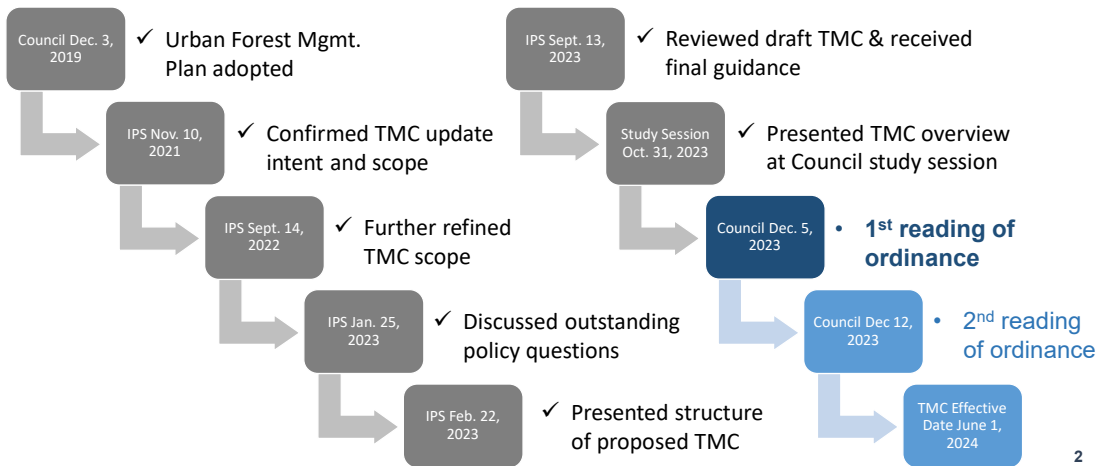 Council Dec. 3,
2019
✓ Urban Forest Mgmt.
Plan adopted
IPS Nov. 10,
2021
✓ Confirmed TMC update
intent and scope
IPS Sept. 14,
2022
✓ Further refined
TMC scope
IPS Jan. 25,
2023
✓ Discussed outstanding
policy questions
IPS Feb. 22,
2023
✓ Presented structure
of proposed TMC
IPS Sept. 13,
2023
✓ Reviewed draft TMC & received
final guidance
Study Session
Oct. 31, 2023
✓ Presented TMC overview
at Council study session
Council Dec. 5,
2023
• 1st reading of
ordinance
Council Dec 12,
2023
• 2nd reading
of ordinance
TMC Effective
Date June 1,
2024
2